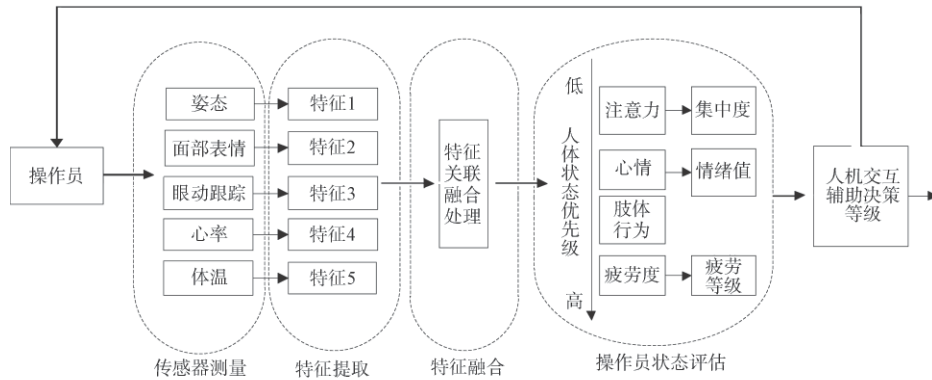 操作员
姿态
面部表情
眼动跟踪
心率
体温
传感器测量
特征1
特征2
特征3
特征4
特征5
特征提取
特征
关联
融合
处理
特征融合
低
人体状态优先级
高
注意力
集中度
心情
情绪值
肢体
行为
疲劳度
疲劳
等级
操作员状态评估
人机交互
辅助决策
等级